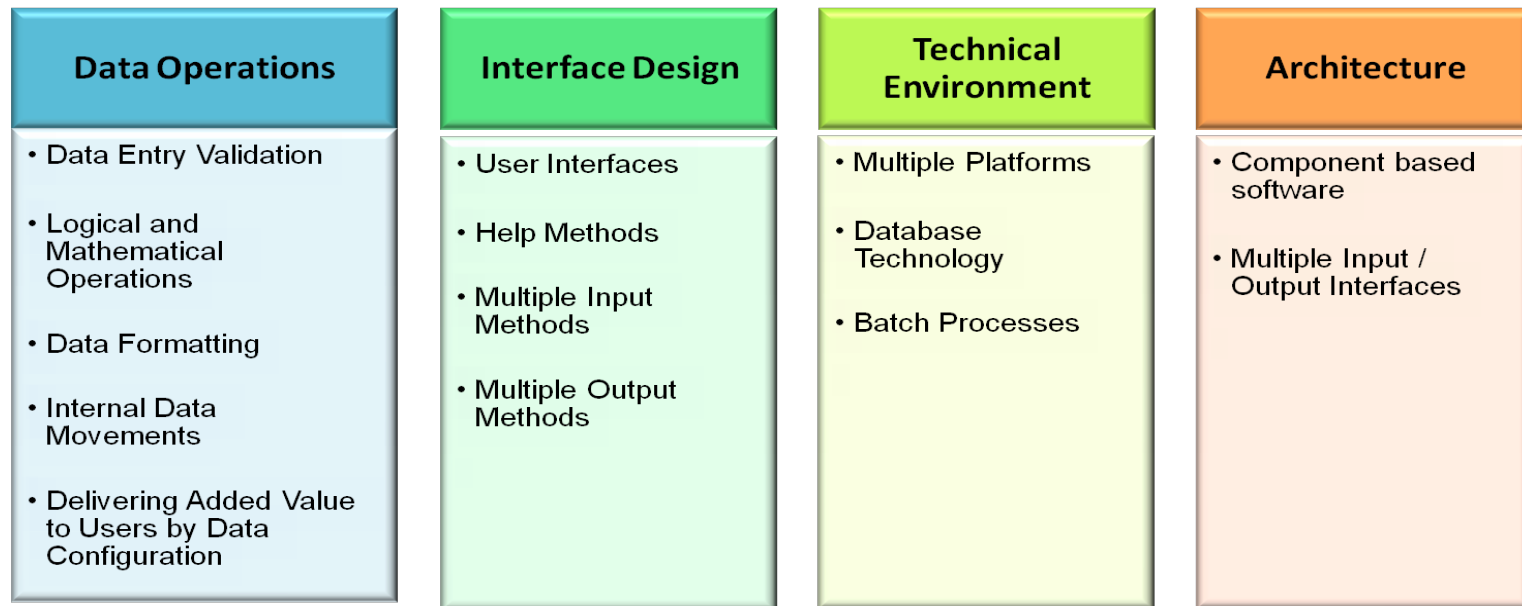 Data Operations
• Data Entry Validation
• Logical and
Mathematical
Operations
• Data Formatting
• Internal Data
Movements
• Delivering Added Value
to Users by Data
Configuration
Interface Design
• User Interfaces
• Help Methods
• Multiple Input
Methods
• Multiple Output
Methods
Technical
Environment
• Multiple Platforms
• Database
Technology
• Batch Processes
Architecture
• Component based
software
• Multiple Input /
Output Interfaces